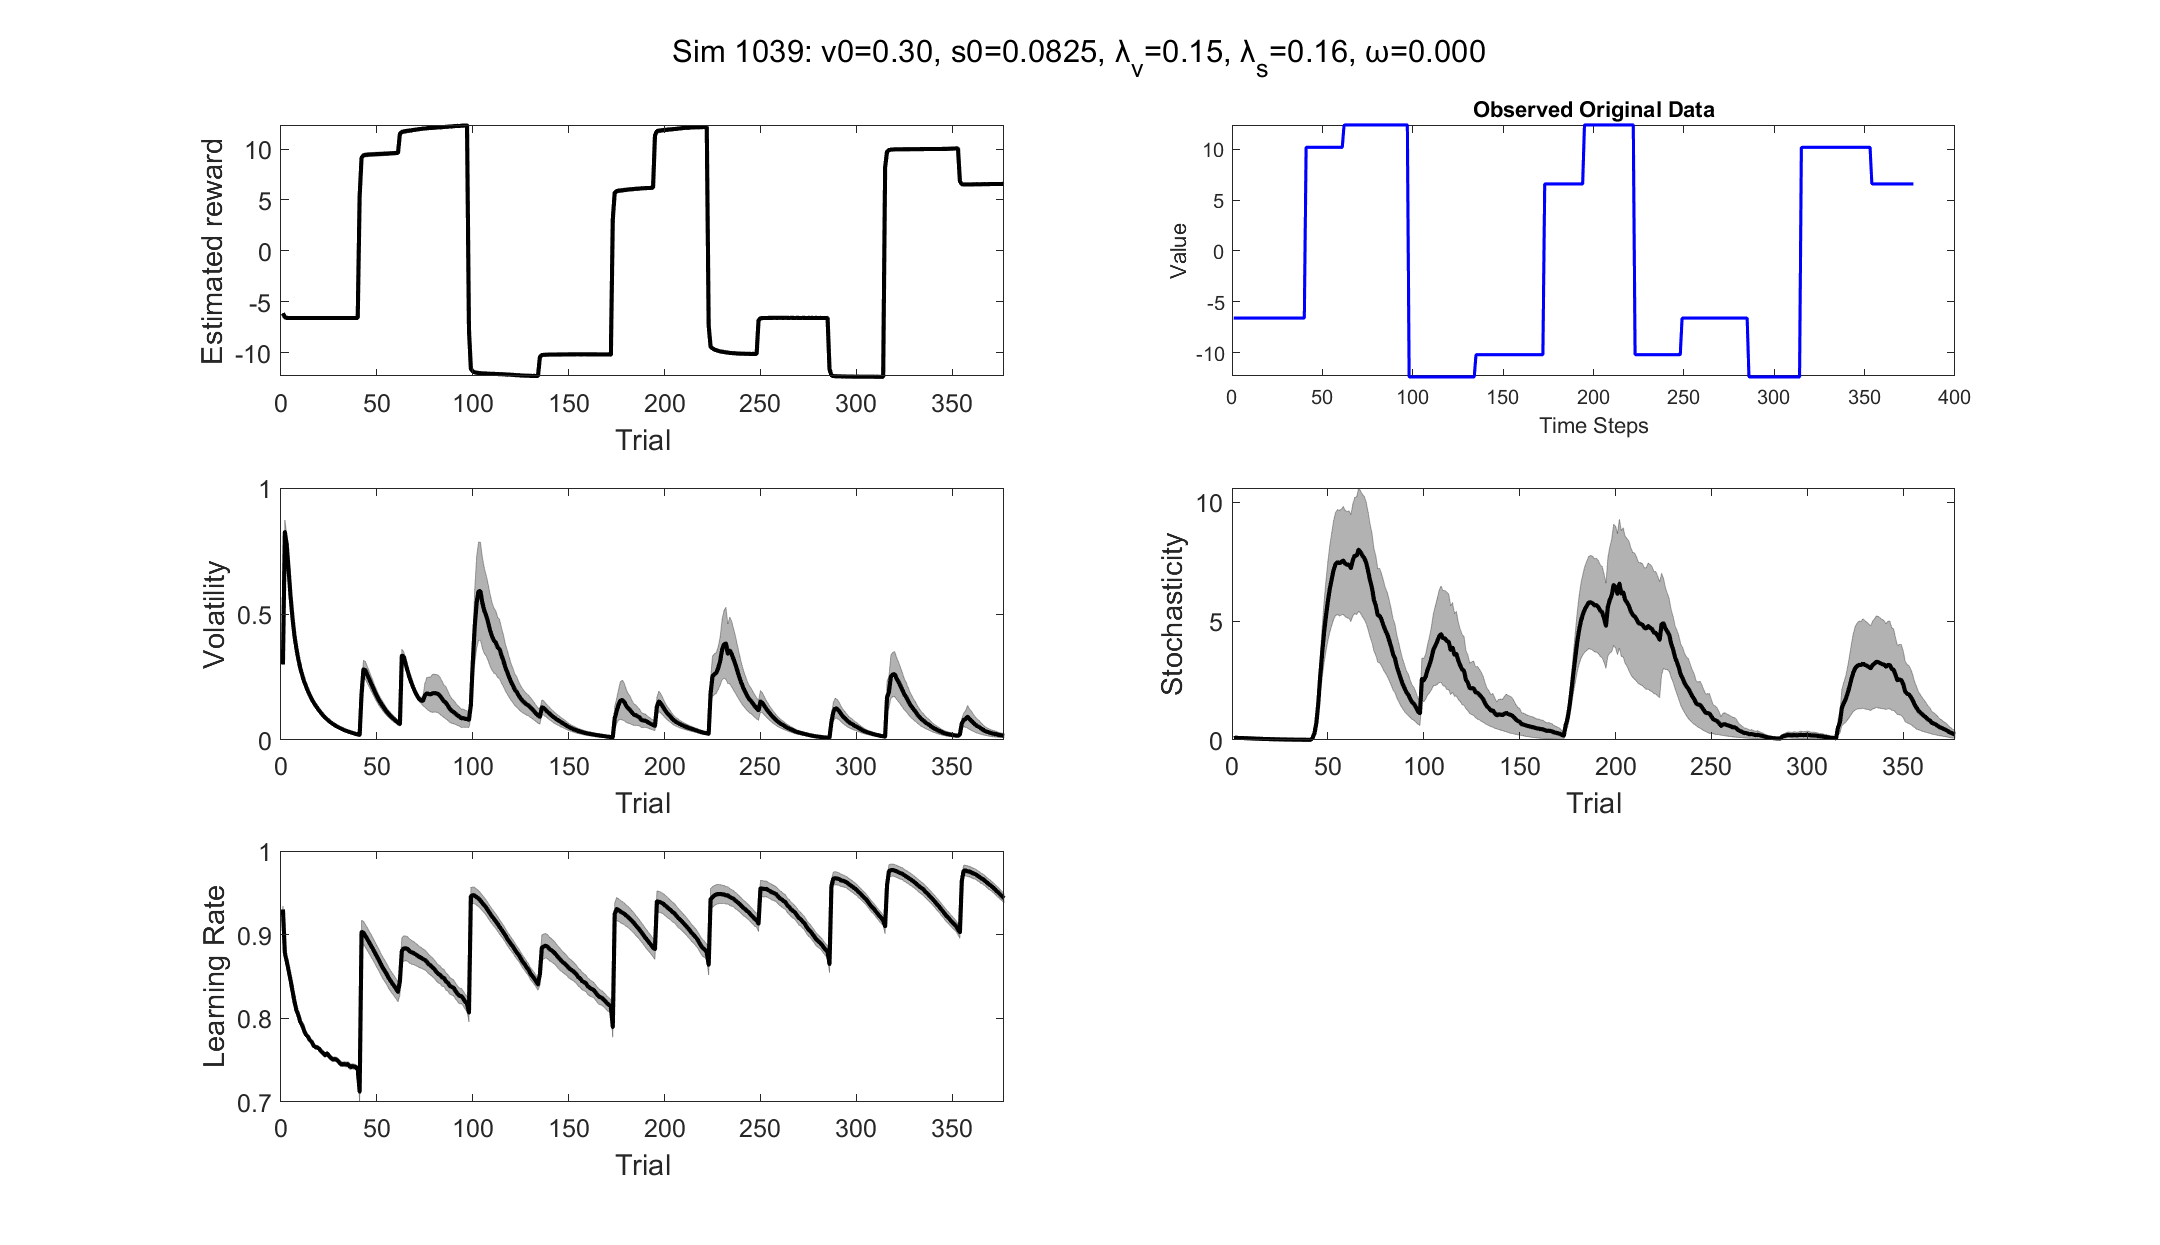 Sim 1039: v0=0.30, s0=0.0825, λv=0.15, λs=0.16, ω=0.000
Estimated reward
10
5
0
-5
-10
0 50 100 150 200 250 300 350
Trial
Observed Original Data
Value
10
5
0
-5
-10
0 50 100 150 200 250 300 350 400
Time Steps
Volatility
1
0.5
0
0 50 100 150 200 250 300 350
Trial
Stochasticity
10
5
0
0 50 100 150 200 250 300 350
Trial
Learning Rate
1
0.9
0.8
0.7
0 50 100 150 200 250 300 350
Trial